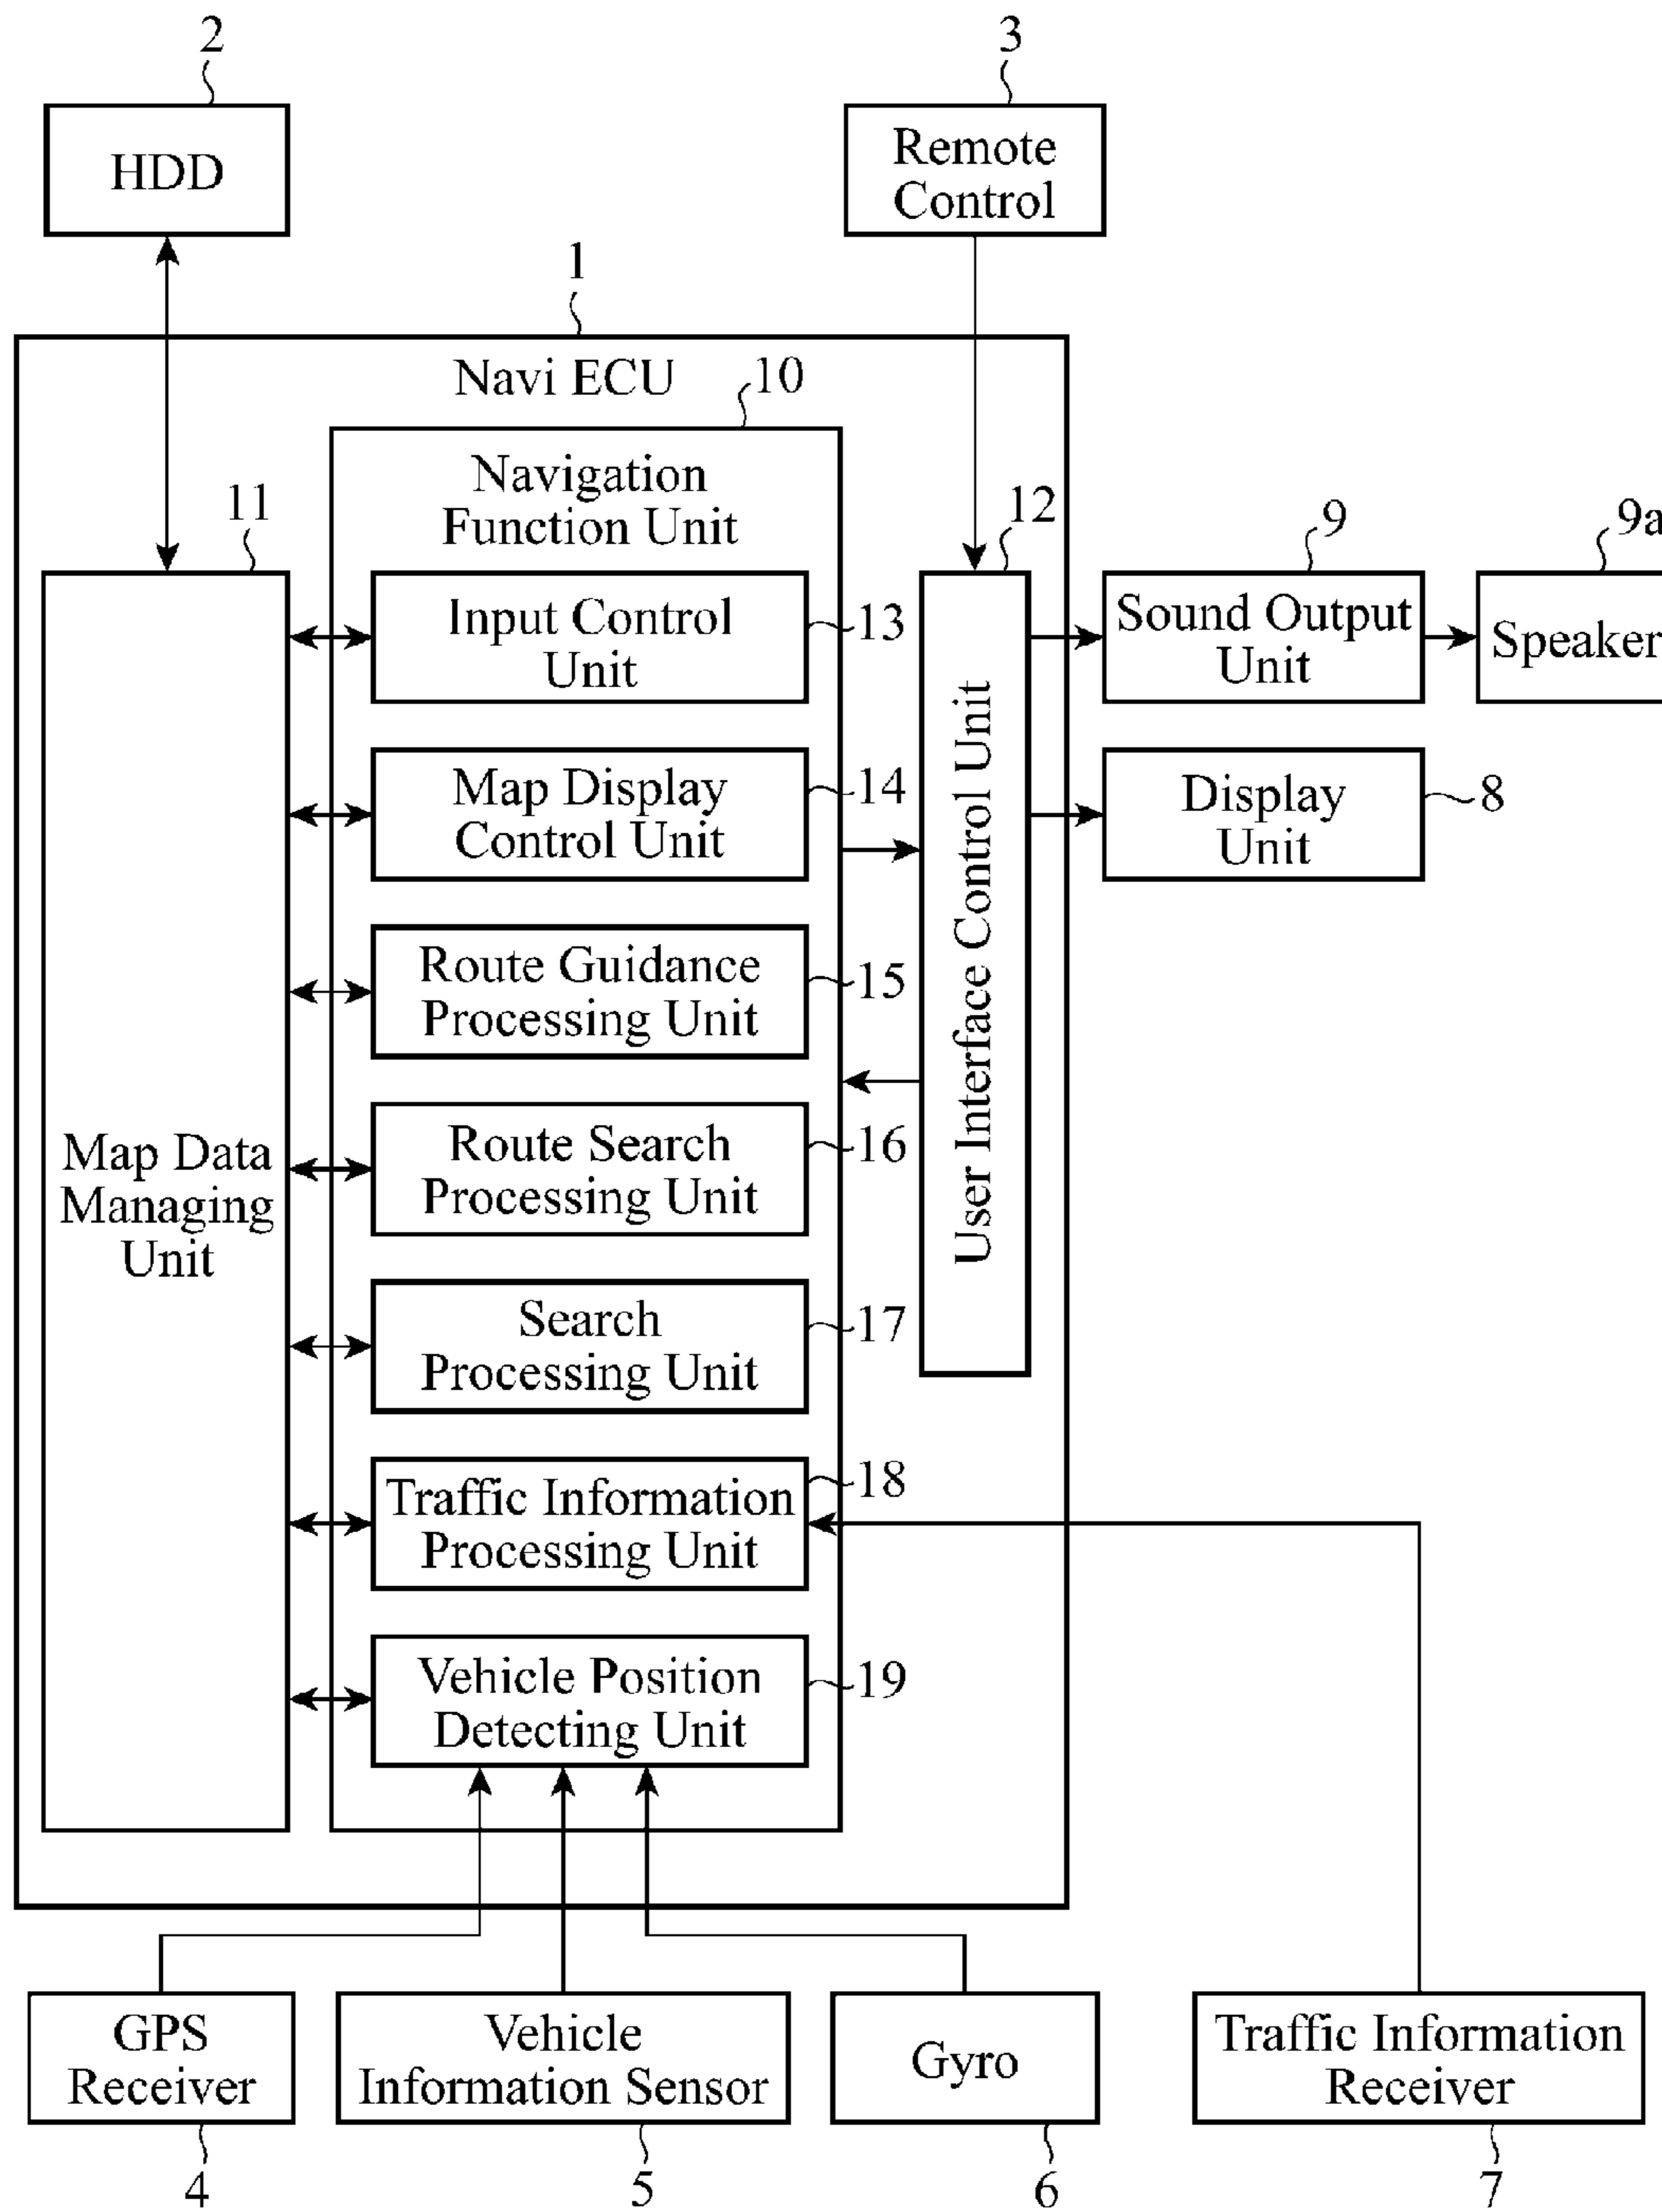 2
3
HDD
Remote
Control
1
Navi ECU
10
Navigation
Function Unit
11
12
9
9a
Input Control
Unit
13
Sound Output
Unit
Speaker
Map Display
Control Unit
14
Display
Unit
8
User Interface Control Unit
Route Guidance
Processing Unit
15
Map Data
Managing
Unit
Route Search
Processing Unit
16
Search
Processing Unit
17
Traffic Information
Processing Unit
18
Vehicle Position
Detecting Unit
19
GPS
Receiver
Vehicle
Information Sensor
Gyro
Traffic Information
Receiver
4
5
6
7